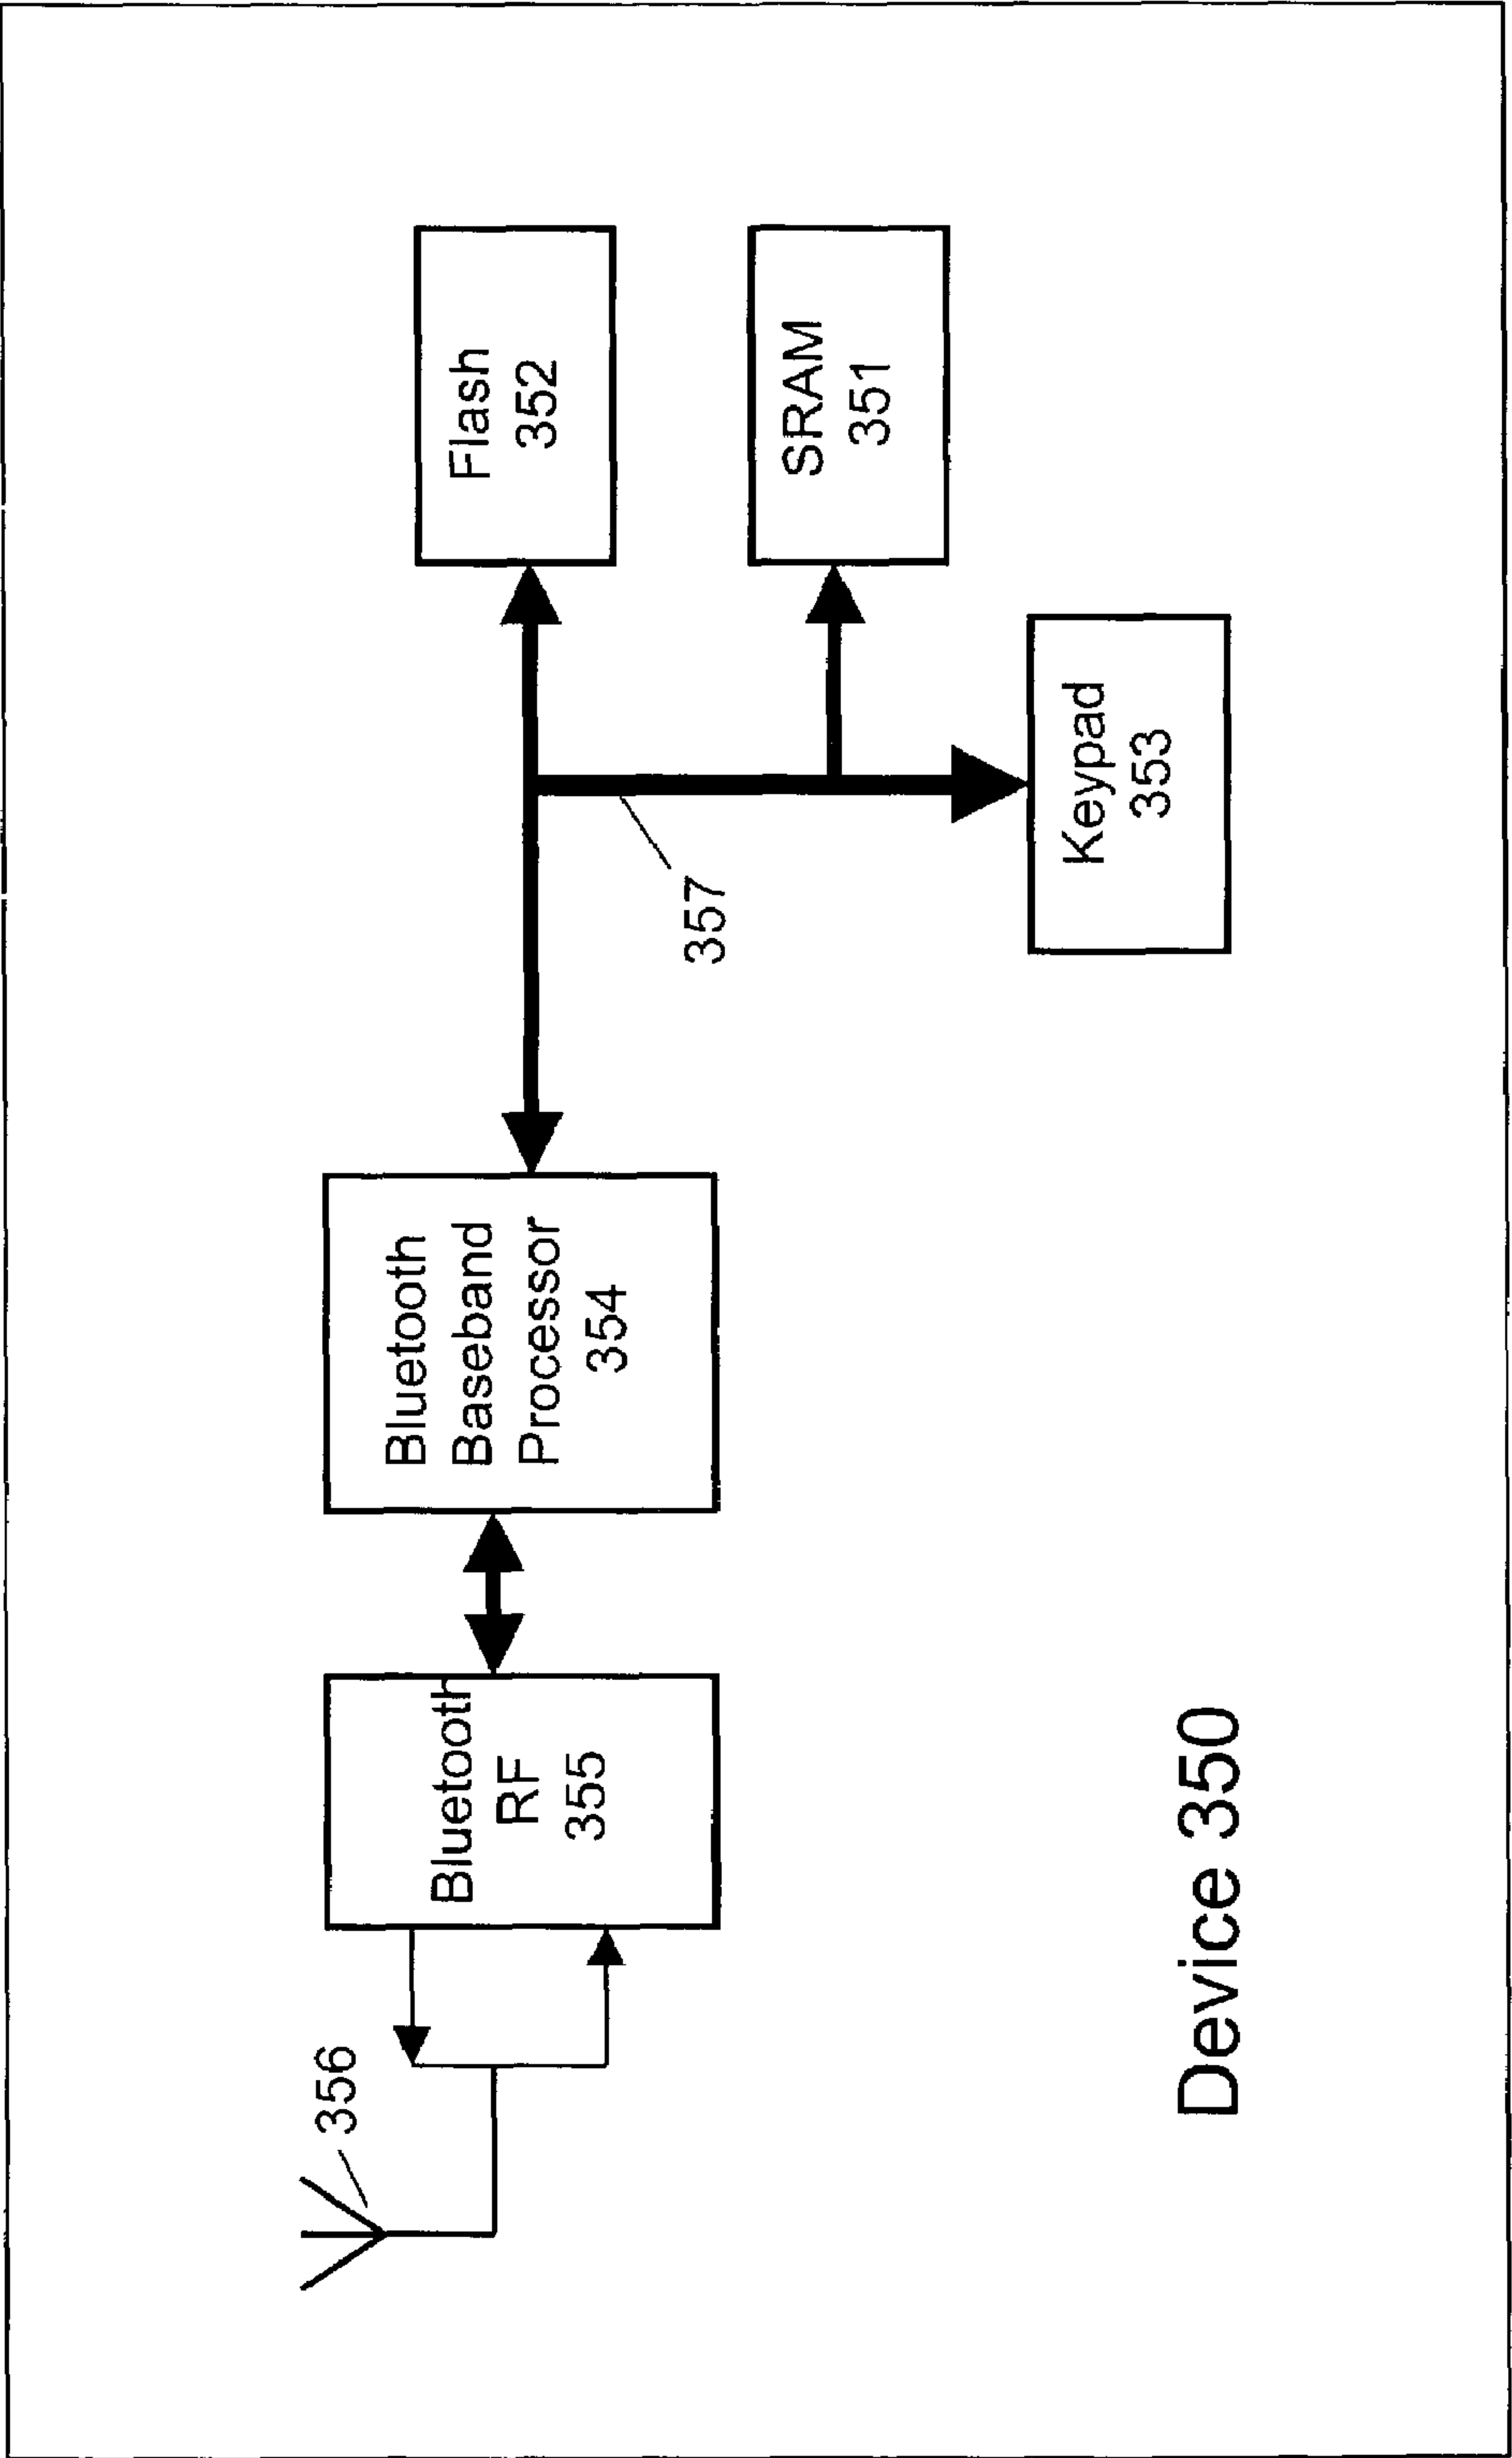 356
Bluetooth
RF
355
Bluetooth
Baseband
Processor
354
357
Flash
352
SRAM
351
Keypad
353
Device 350